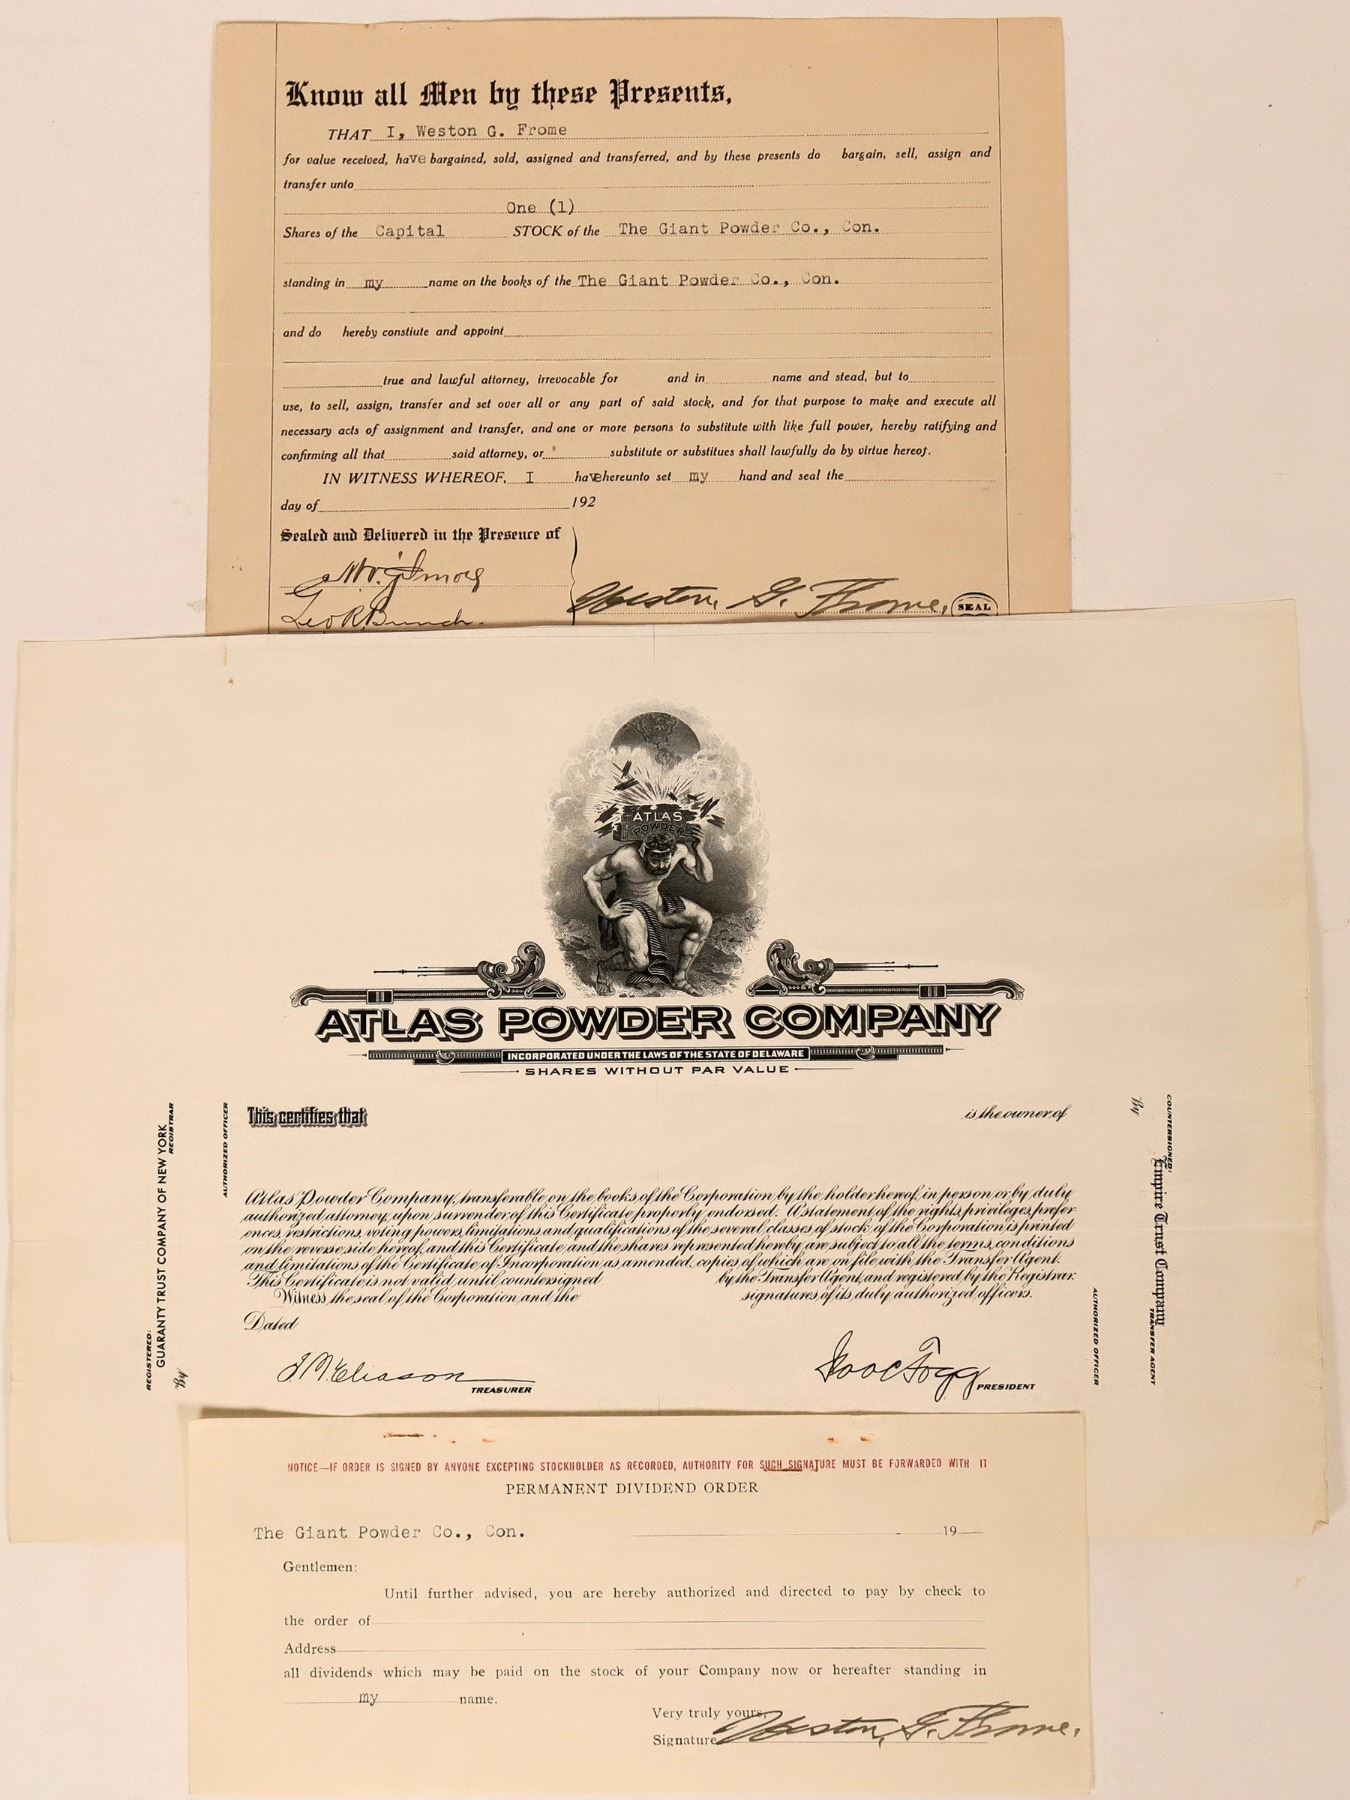 Know all Men by these Presents,
THAT I, Weston G. Frome
for value received, have bargained, sold, assigned and transferred, and by these presents do bargain, sell, assign and
transfer unto
One (1)
Shares of the Capital STOCK of the The Giant Powder Co., Con.
standing in my name on the books of the The Giant Powder Co., Con.
and do hereby constiute and appoint
true and lawful attorney, irrevocable for and in name and stead, but to
use, to sell, assign, transfer and set over all or any part of said stock, and for that purpose to make and execute all
necessary acts of assignment and transfer, and one or more persons to substitute with like full power, hereby ratifying and
confirming all that said attorney, or substitute or substitues shall lawfully do by virtue hereof.
IN WITNESS WHEREOF, I have hereunto set my hand and seal the
day of 192
Sealed and Delivered in the Presence of
Geo R Bunch.
Weston G. Frome. SEAL
ATLAS
POWDER
ATLAS POWDER COMPANY
INCORPORATED UNDER THE LAWS OF THE STATE OF DELAWARE
SHARES WITHOUT PAR VALUE
This certifies that is the owner of
Atlas Powder Company, transferable on the books of the Corporation by the holder hereof, in person or by duly
authorized attorney, upon surrender of this Certificate properly endorsed. A statement of the rights, privileges, prefer-
ences, restrictions, voting powers, limitations and qualifications of the several classes of stock of the Corporation is printed
on the reverse side hereof, and this Certificate and the shares represented hereby are subject to all the terms, conditions
and limitations of the Certificate of Incorporation as amended, copies of which are on file with the Transfer Agent.
This Certificate is not valid until countersigned by the Transfer Agent, and registered by the Registrar.
Witness the seal of the Corporation and the signatures of its duly authorized officers.
Dated
J M Eliason
TREASURER
Isaac Fogg
PRESIDENT
REGISTERED:
GUARANTY TRUST COMPANY OF NEW YORK
REGISTRAR
By
AUTHORIZED OFFICER
COUNTERSIGNED:
Empire Trust Company
TRANSFER AGENT
By
AUTHORIZED OFFICER
NOTICE—IF ORDER IS SIGNED BY ANYONE EXCEPTING STOCKHOLDER AS RECORDED, AUTHORITY FOR SUCH SIGNATURE MUST BE FORWARDED WITH IT
PERMANENT DIVIDEND ORDER
The Giant Powder Co., Con. 19
Gentlemen:
Until further advised, you are hereby authorized and directed to pay by check to
the order of
Address
all dividends which may be paid on the stock of your Company now or hereafter standing in
my name.
Very truly yours,
Signature Weston G. Frome.